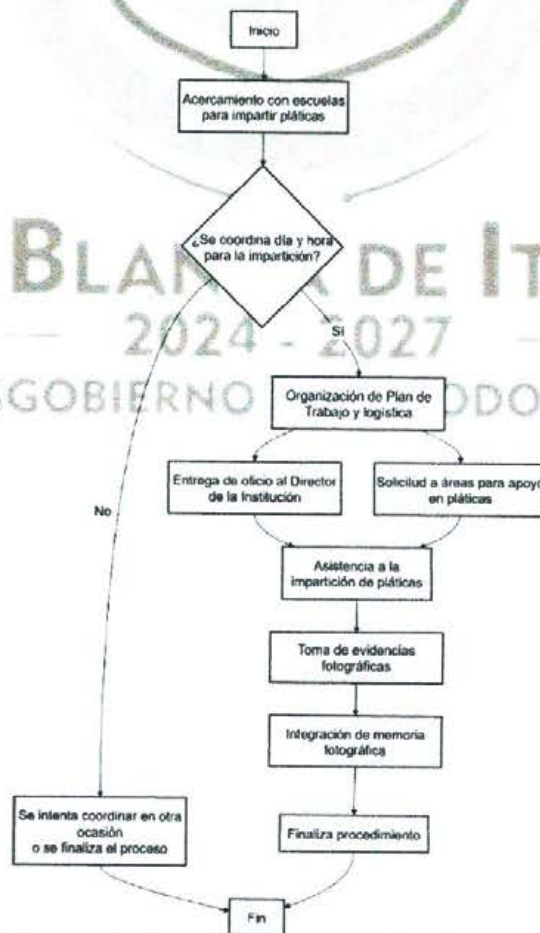 Inicio
Acercamiento con escuelas
para impartir pláticas
¿Se coordina día y hora
para la impartición?
BLAN DE IT
2024 - 2027
Sí
GOBIERNO ODO
Organización de Plan de
Trabajo y logística
Entrega de oficio al Director
de la Institución
Solicitud a áreas para apoyo
en pláticas
No
Asistencia a la
impartición de pláticas
Toma de evidencias
fotográficas
Integración de memoria
fotográfica
Se intenta coordinar en otra
ocasión
o se finaliza el proceso
Finaliza procedimiento
Fin